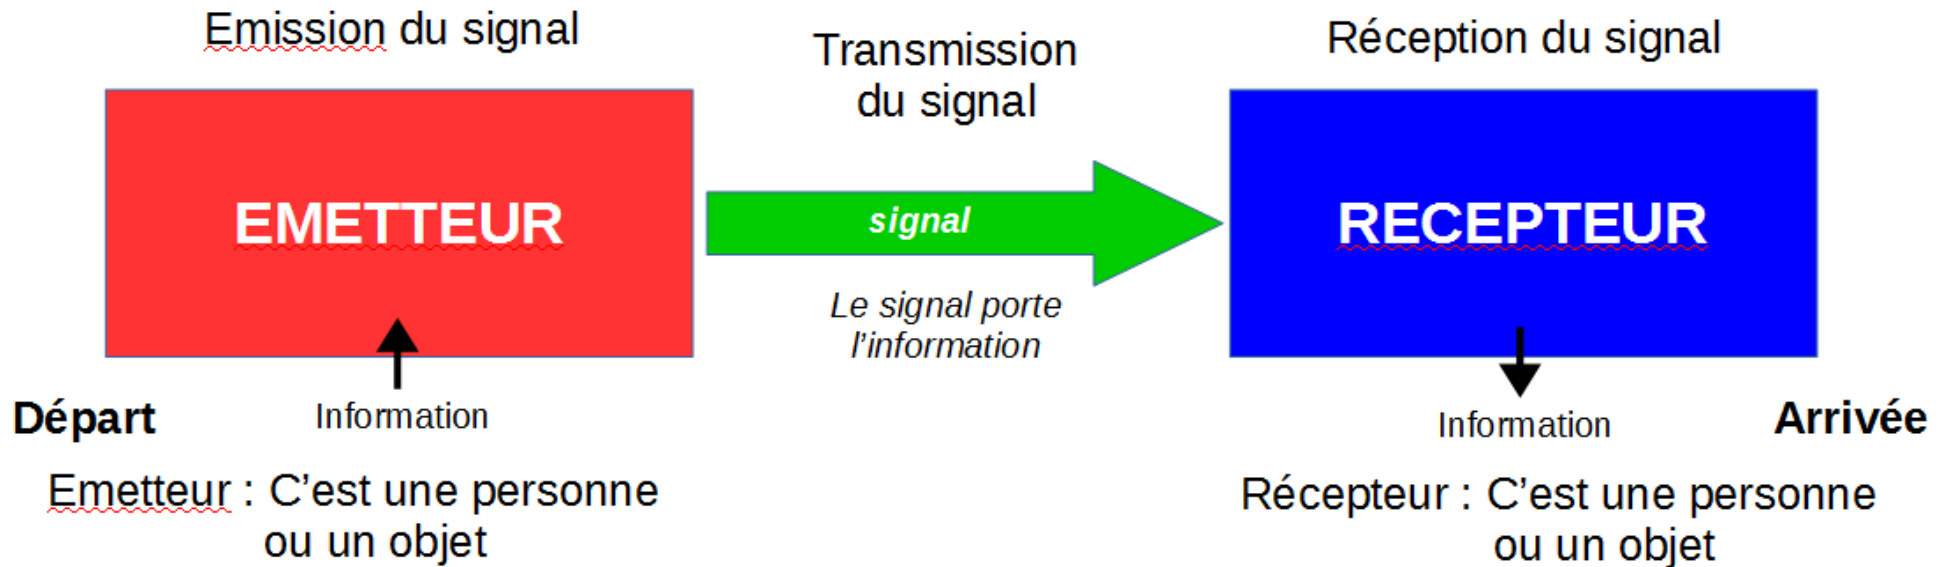 Emission du signal
Transmission
du signal
Réception du signal
EMETTEUR
signal
RECEPTEUR
Le signal porte
l’information
Départ
Information
Information
Arrivée
Emetteur : C’est une personne
ou un objet
Récepteur : C’est une personne
ou un objet